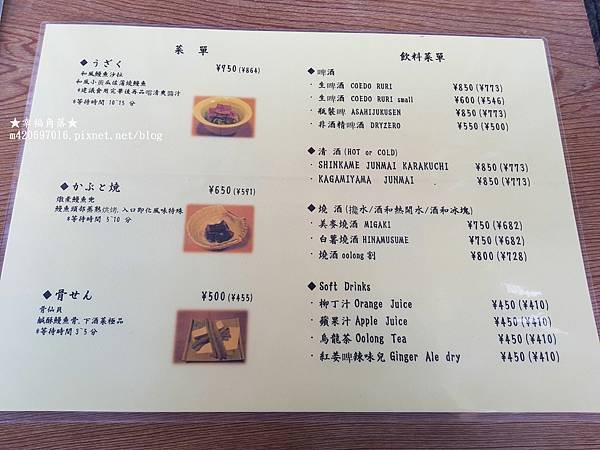 ★幸福角落★
m420697016.pixnet.net/blog
菜 單
◆うざく ¥950(¥864)
和風鰻魚沙拉
和風小黃瓜佐蒲燒鰻魚
*建議食用完畢後再品嚐清爽醬汁
*等待時間 10~15 分
◆かぶと焼 ¥650(¥591)
燉煮鰻魚兜
鰻魚頭部蒸熟烘烤,入口即化風味特殊
*等待時間 5~10 分
◆骨せん ¥500(¥455)
骨仙貝
鹹酥鰻魚骨,下酒菜極品
*等待時間 3~5 分
飲料菜單
◆啤酒
· 生啤酒 COEDO RURI ¥850(¥773)
· 生啤酒 COEDO RURI small ¥600(¥546)
· 瓶裝啤 ASAHIJUKUSEN ¥850(¥773)
· 非酒精啤酒 DRYZERO ¥550(¥500)
◆清 酒(HOT or COLD)
· SHINKAME JUNMAI KARAKUCHI ¥850(¥773)
· KAGAMIYAMA JUNMAI ¥850(¥773)
◆燒 酒(攙水/酒和熱開水/酒和冰塊)
· 美麥燒酒 MIGAKI ¥750(¥682)
· 白薯燒酒 HINAMUSUME ¥750(¥682)
· 燒酒 oolong 割 ¥800(¥728)
◆Soft Drinks
· 柳丁汁 Orange Juice ¥450(¥410)
· 蘋果汁 Apple Juice ¥450(¥410)
· 烏龍茶 Oolong Tea ¥450(¥410)
· 紅姜啤辣味兒 Ginger Ale dry ¥450(¥410)